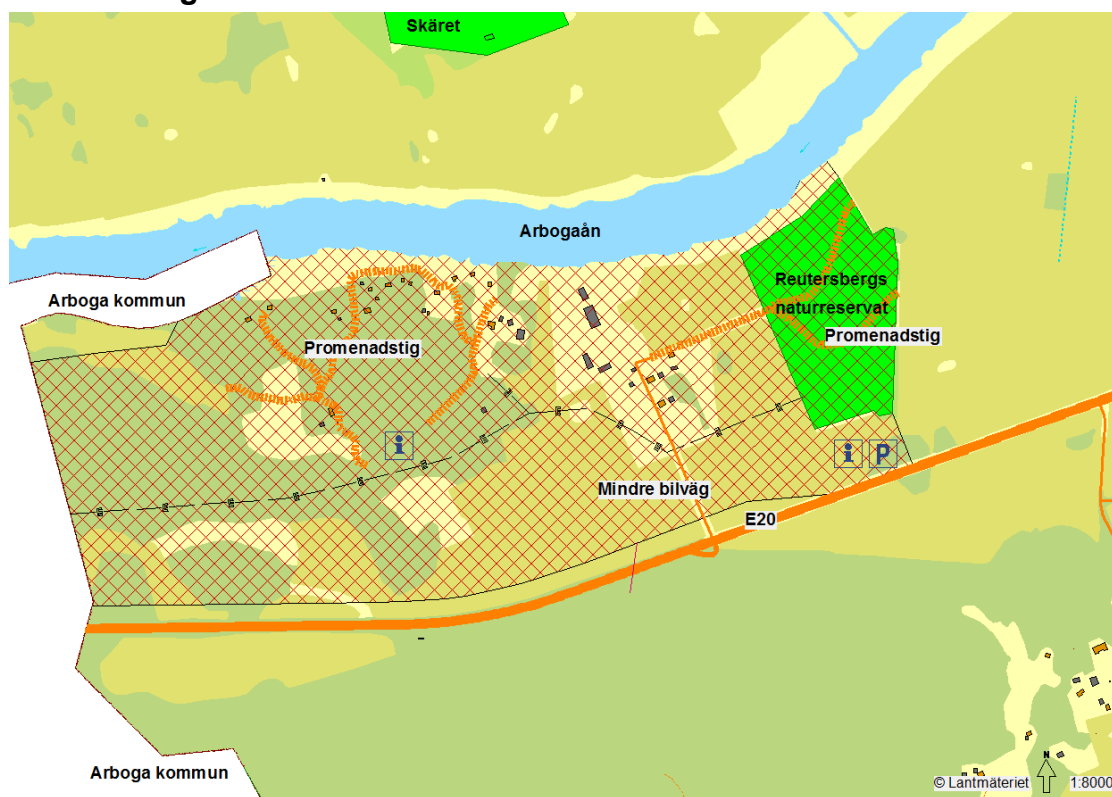 Skäret
Arbogaån
Arboga kommun
Reutersbergs
naturreservat
Promenadstig
Promenadstig
i
i P
Mindre bilväg
E20
Arboga kommun
N
© Lantmäteriet 1:8000